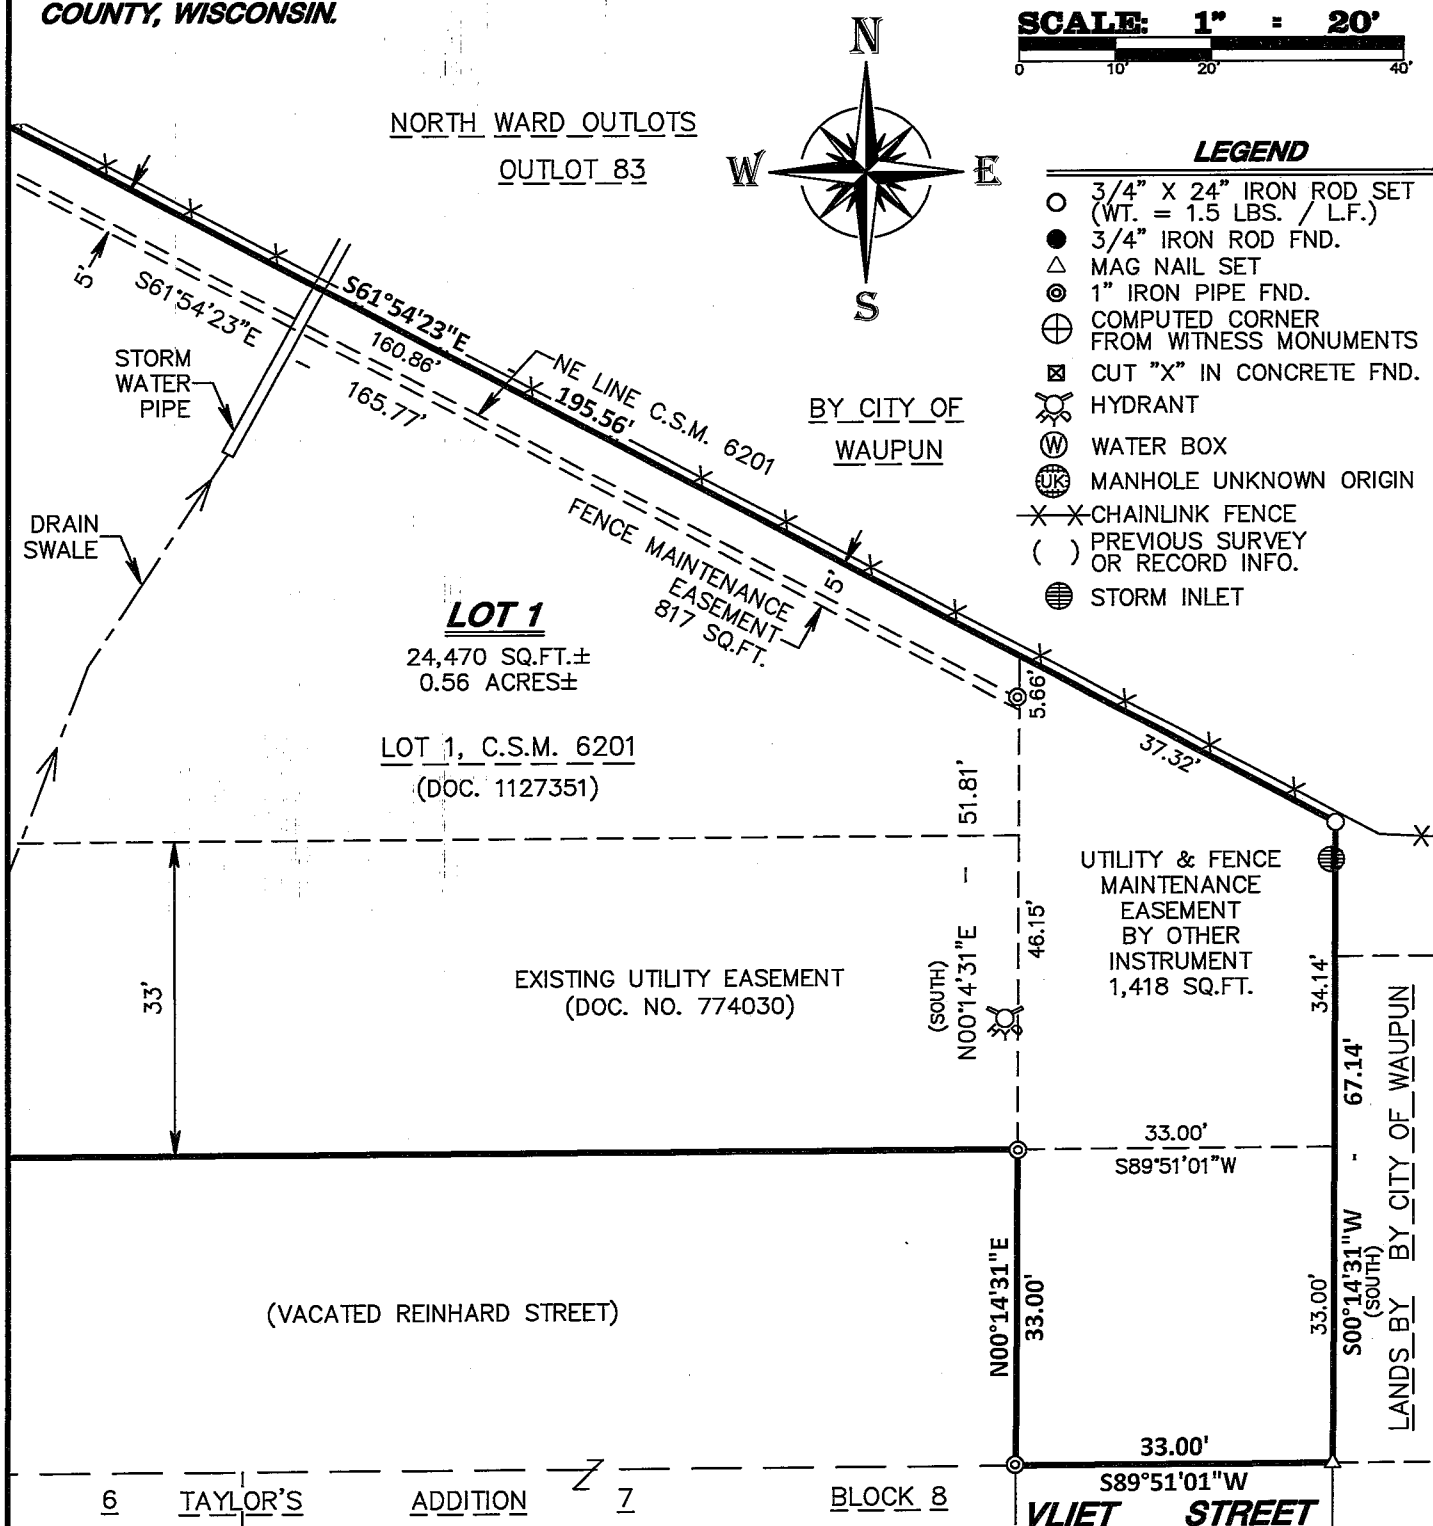 COUNTY, WISCONSIN.
SCALE: 1" = 20'
0 10' 20' 40'
N
W E
S
NORTH WARD OUTLOTS
OUTLOT 83
LEGEND
3/4" X 24" IRON ROD SET
(WT. = 1.5 LBS. / L.F.)
3/4" IRON ROD FND.
MAG NAIL SET
1" IRON PIPE FND.
COMPUTED CORNER
FROM WITNESS MONUMENTS
CUT "X" IN CONCRETE FND.
HYDRANT
W WATER BOX
UK MANHOLE UNKNOWN ORIGIN
CHAINLINK FENCE
( ) PREVIOUS SURVEY
OR RECORD INFO.
STORM INLET
5'
S61°54'23"E
S61°54'23"E
160.86'
165.77'
195.56'
NE LINE C.S.M. 6201
STORM
WATER
PIPE
BY CITY OF
WAUPUN
DRAIN
SWALE
FENCE MAINTENANCE
EASEMENT
817 SQ.FT.
5'
LOT 1
24,470 SQ.FT.±
0.56 ACRES±
LOT 1, C.S.M. 6201
(DOC. 1127351)
5.66'
37.32'
N00°14'31"E - 51.81'
(SOUTH)
46.15'
UTILITY & FENCE
MAINTENANCE
EASEMENT
BY OTHER
INSTRUMENT
1,418 SQ.FT.
33'
EXISTING UTILITY EASEMENT
(DOC. NO. 774030)
HYD
34.14'
S00°14'31"W - 67.14'
(SOUTH)
LANDS BY BY CITY OF WAUPUN
33.00'
S89°51'01"W
(VACATED REINHARD STREET)
N00°14'31"E
33.00'
33.00'
33.00'
S89°51'01"W
6 TAYLOR'S ADDITION 7 BLOCK 8
VLIET STREET